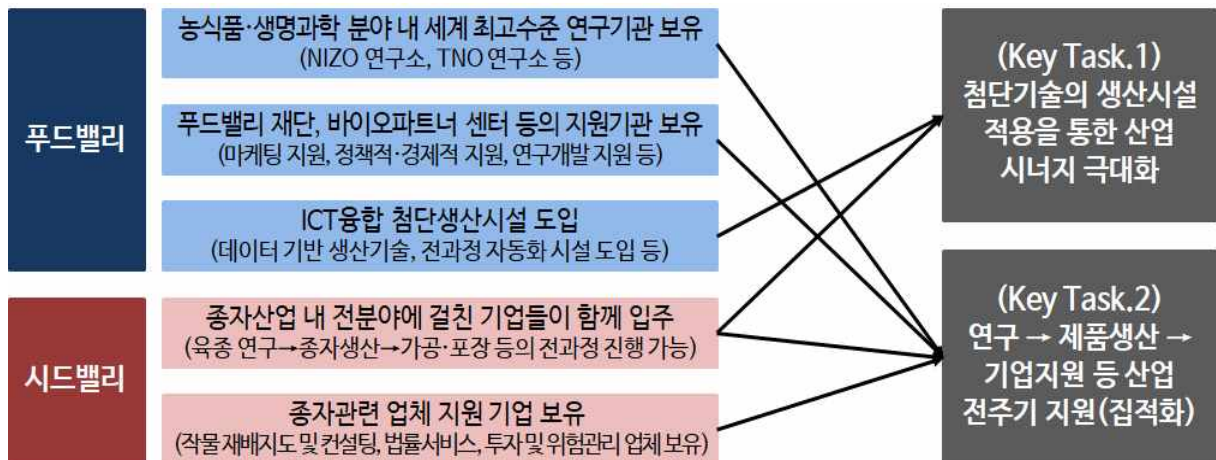 푸드밸리
농식품·생명과학 분야 내 세계 최고수준 연구기관 보유
(NIZO 연구소, TNO 연구소 등)
푸드밸리 재단, 바이오파트너 센터 등의 지원기관 보유
(마케팅 지원, 정책적·경제적 지원, 연구개발 지원 등)
ICT융합 첨단생산시설 도입
(데이터 기반 생산기술, 전과정 자동화 시설 도입 등)
시드밸리
종자산업 내 전분야에 걸친 기업들이 함께 입주
(육종 연구→종자생산→가공·포장 등의 전과정 진행 가능)
종자관련 업체 지원 기업 보유
(작물 재배지도 및 컨설팅, 법률서비스, 투자 및 위험관리 업체 보유)
(Key Task.1)
첨단기술의 생산시설
적용을 통한 산업
시너지 극대화
(Key Task.2)
연구 → 제품생산 →
기업지원 등 산업
전주기 지원(집적화)